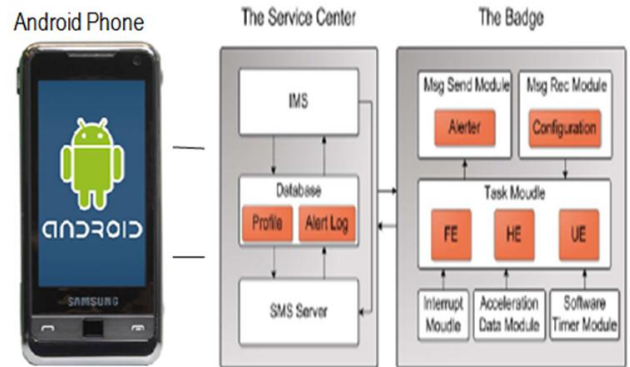 Android Phone
The Service Center
The Badge
ANDROID
SAMSUNG
IMS
Database
Profile
Alert Log
SMS Server
Msg Send Module
Alerter
Msg Rec Module
Configuration
Task Moudle
FE
HE
UE
Interrupt
Moudle
Acceleration
Data Module
Software
Timer Module